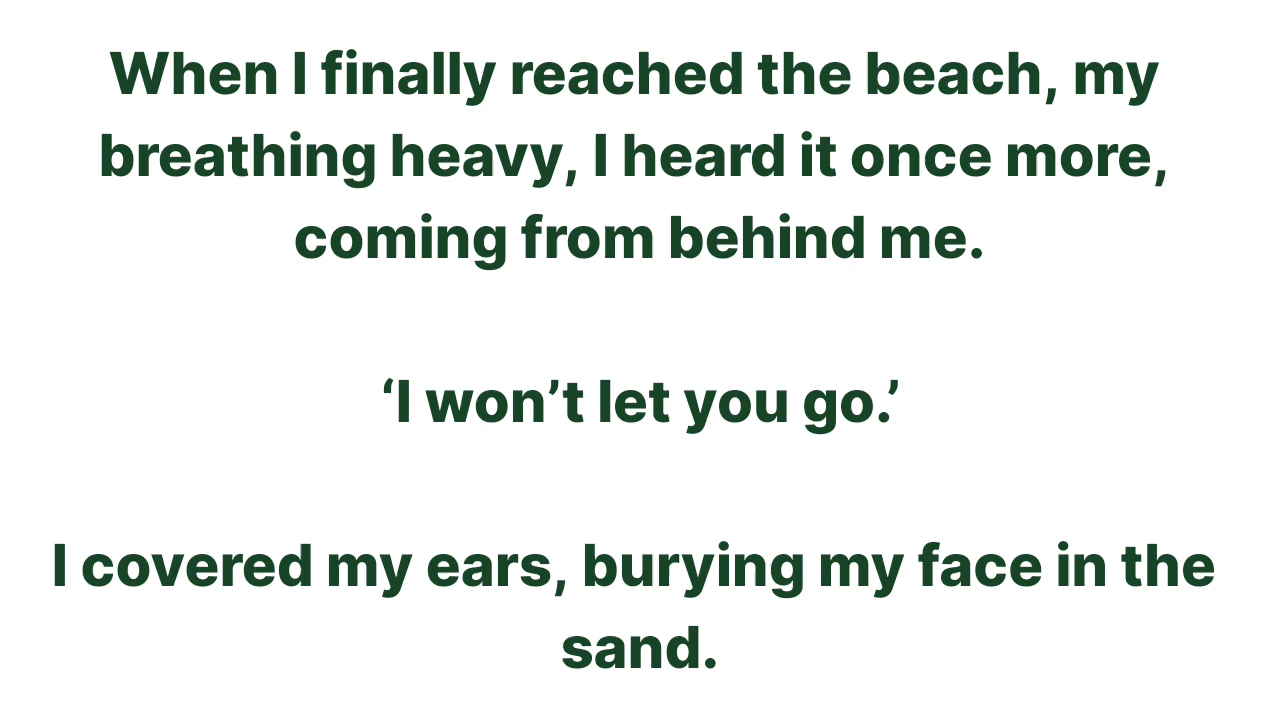 When I finally reached the beach, my
breathing heavy, I heard it once more,
coming from behind me.
‘I won’t let you go.’
I covered my ears, burying my face in the
sand.